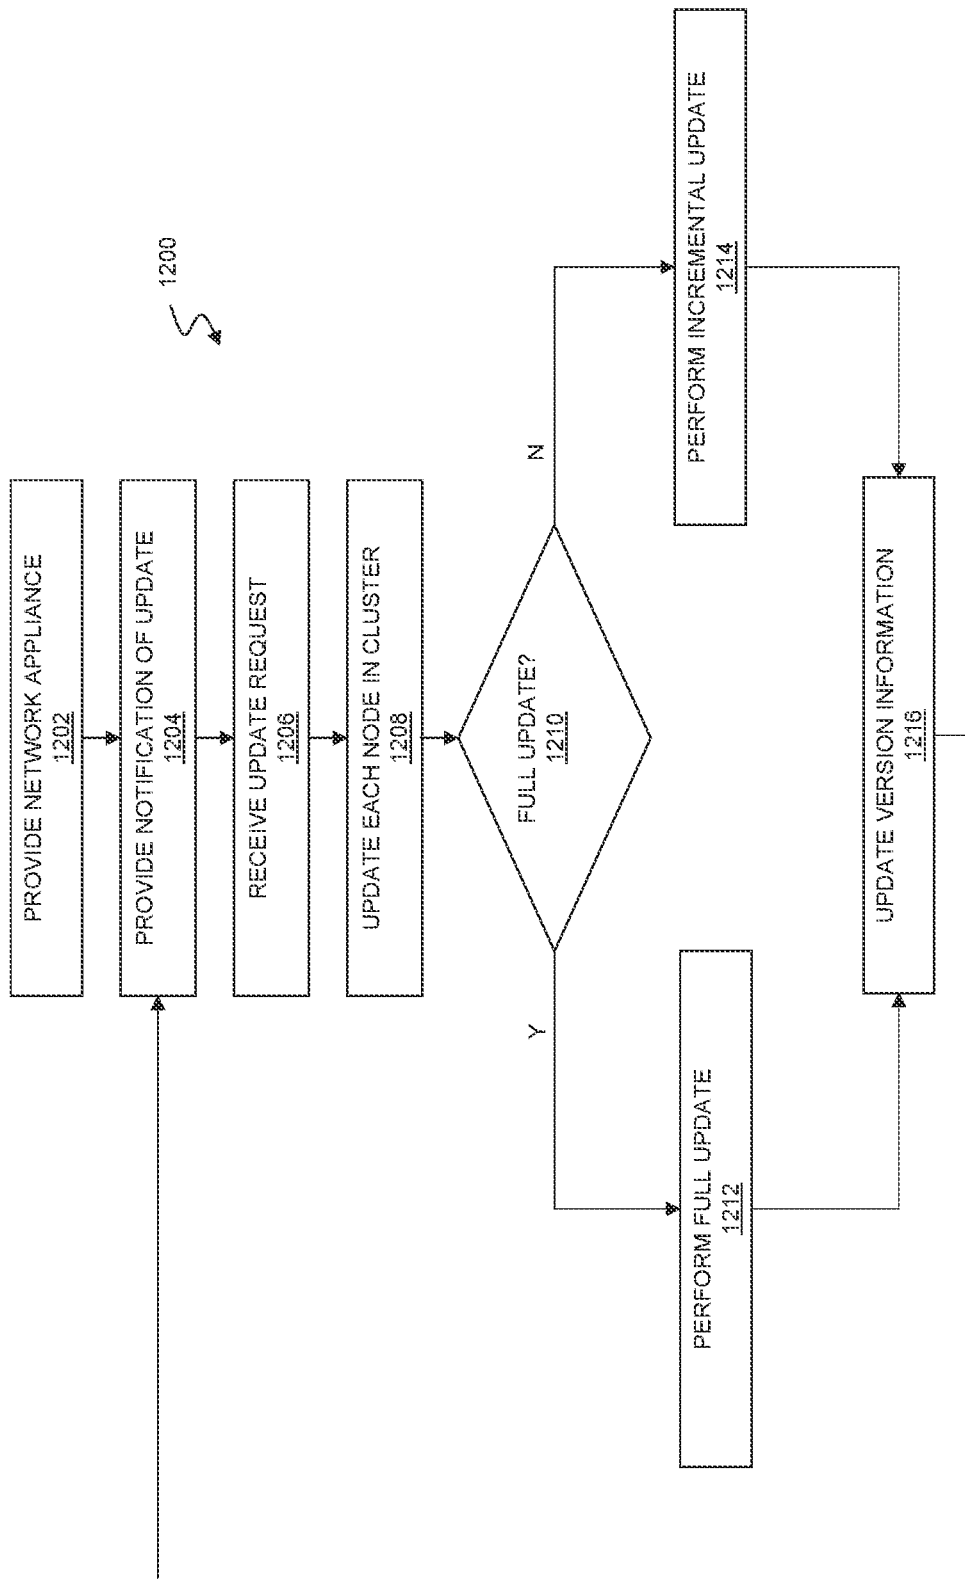 1200
PROVIDE NETWORK APPLIANCE
1202
PROVIDE NOTIFICATION OF UPDATE
1204
RECEIVE UPDATE REQUEST
1206
UPDATE EACH NODE IN CLUSTER
1208
FULL UPDATE?
1210
Y
N
PERFORM FULL UPDATE
1212
PERFORM INCREMENTAL UPDATE
1214
UPDATE VERSION INFORMATION
1216